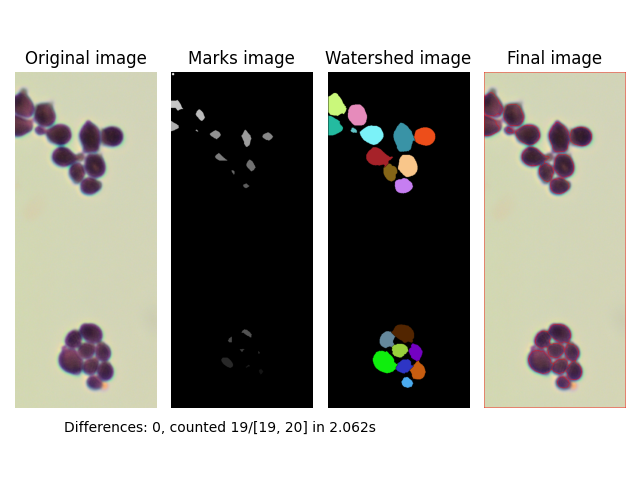 Original image
Marks image
Watershed image
Final image
Differences: 0, counted 19/[19, 20] in 2.062s